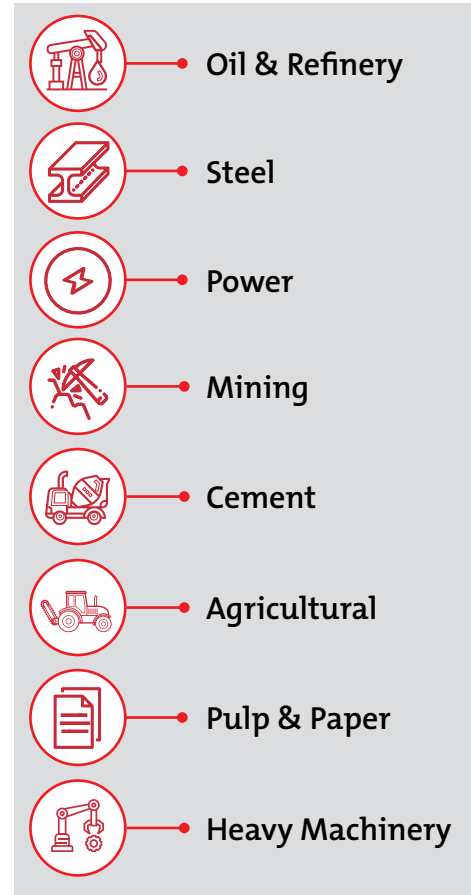 Oil & Refinery
Steel
Power
Mining
Cement
Agricultural
Pulp & Paper
Heavy Machinery